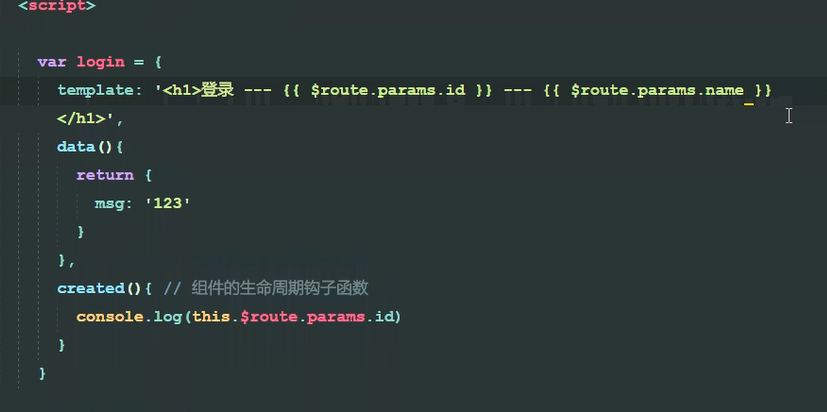 <script>
var login = {
template: '<h1>登录 --- {{ $route.params.id }} --- {{ $route.params.name }}
</h1>',
data(){
return {
msg: '123'
}
},
created(){ // 组件的生命周期钩子函数
console.log(this.$route.params.id)
}
}